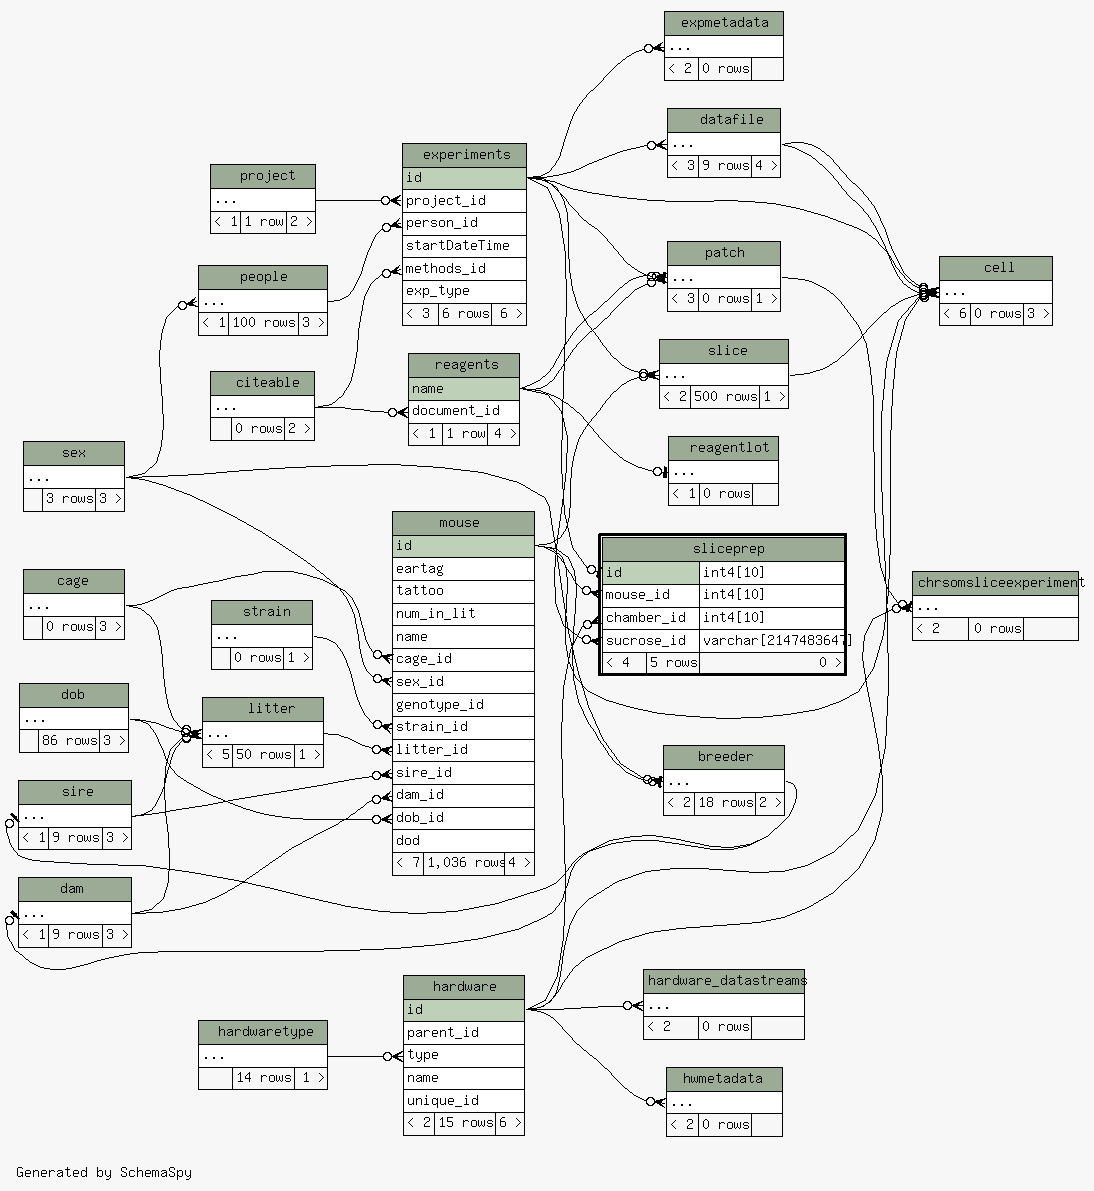 expmetadata
...
< 2 0 rows
datafile
...
< 3 9 rows 4 >
experiments
id
project_id
person_id
startDateTime
methods_id
exp_type
< 3 6 rows 6 >
project
...
< 1 1 row 2 >
patch
...
< 3 0 rows 1 >
cell
...
< 6 0 rows 3 >
people
...
< 1 100 rows 3 >
slice
...
< 2 500 rows 1 >
reagents
name
document_id
< 1 1 row 4 >
citeable
...
0 rows 2 >
reagentlot
...
< 1 0 rows
sex
...
3 rows 3 >
mouse
id
eartag
tattoo
num_in_lit
name
cage_id
sex_id
genotype_id
strain_id
litter_id
sire_id
dam_id
dob_id
dod
< 7 1,036 rows 4 >
sliceprep
id int4[10]
mouse_id int4[10]
chamber_id int4[10]
sucrose_id varchar[2147483647]
< 4 5 rows 0 >
cage
...
0 rows 3 >
chrsomsliceexperiment
...
< 2 0 rows
strain
...
0 rows 1 >
dob
...
86 rows 3 >
litter
...
< 5 50 rows 1 >
breeder
...
< 2 18 rows 2 >
sire
...
< 1 9 rows 3 >
dam
...
< 1 9 rows 3 >
hardware
id
parent_id
type
name
unique_id
< 2 15 rows 6 >
hardware_datastreams
...
< 2 0 rows
hardwaretype
...
14 rows 1 >
hwmetadata
...
< 2 0 rows
Generated by SchemaSpy